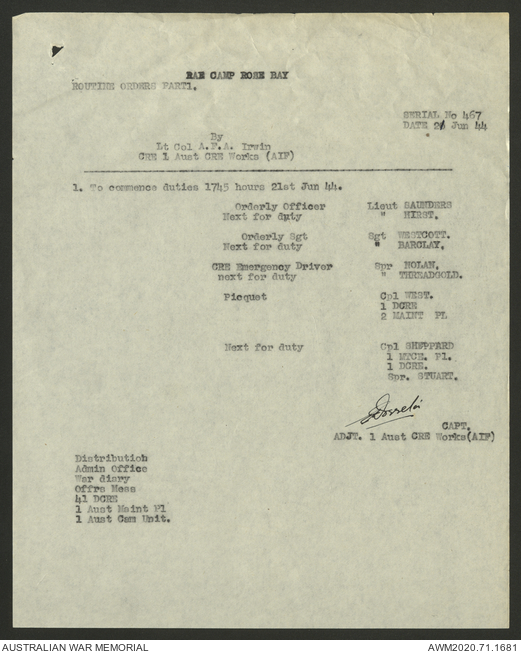 RAE CAMP ROSE BAY
ROUTINE ORDERS PART1.
SERIAL No 467
DATE 2 Jun 44
"
By
Lt Col A.F.A. Irwin
CRE 1 Aust CRE Works (AIF)
1. To commence duties 1745 hours 21st Jun 44.
Orderly Officer Lieut SAUNDERS
Next for duty " HIRST.
Orderly Sgt Sgt WESTCOTT.
Next for duty " BARCLAY.
CRE Emergency Driver Spr NOLAN.
next for duty " THREADGOLD.
Picquet Cpl WEST.
1 DCRE
2 MAINT PL
Next for duty Cpl SHEPPARD
1 MTCE. Pl.
1 DCRE.
Spr. STUART.
CAPT.
ADJT. 1 Aust CRE Works(AIF)
Distribution
Admin Office
War diary
Offrs Mess
41 DCRE
1 Aust Maint Pl
1 Aust Cam Unit.
AUSTRALIAN WAR MEMORIAL AWM2020.71.1681